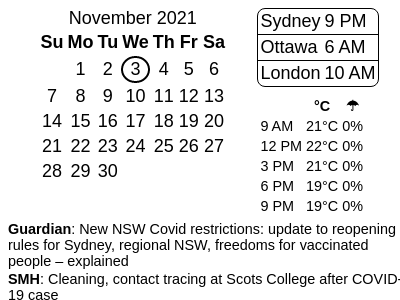 November 2021
Su Mo Tu We Th Fr Sa
1 2 3 4 5 6
7 8 9 10 11 12 13
14 15 16 17 18 19 20
21 22 23 24 25 26 27
28 29 30
Sydney 9 PM
Ottawa 6 AM
London 10 AM
°C ☂
9 AM 21°C 0%
12 PM 22°C 0%
3 PM 21°C 0%
6 PM 19°C 0%
9 PM 19°C 0%
Guardian: New NSW Covid restrictions: update to reopening
rules for Sydney, regional NSW, freedoms for vaccinated
people – explained
SMH: Cleaning, contact tracing at Scots College after COVID-
19 case